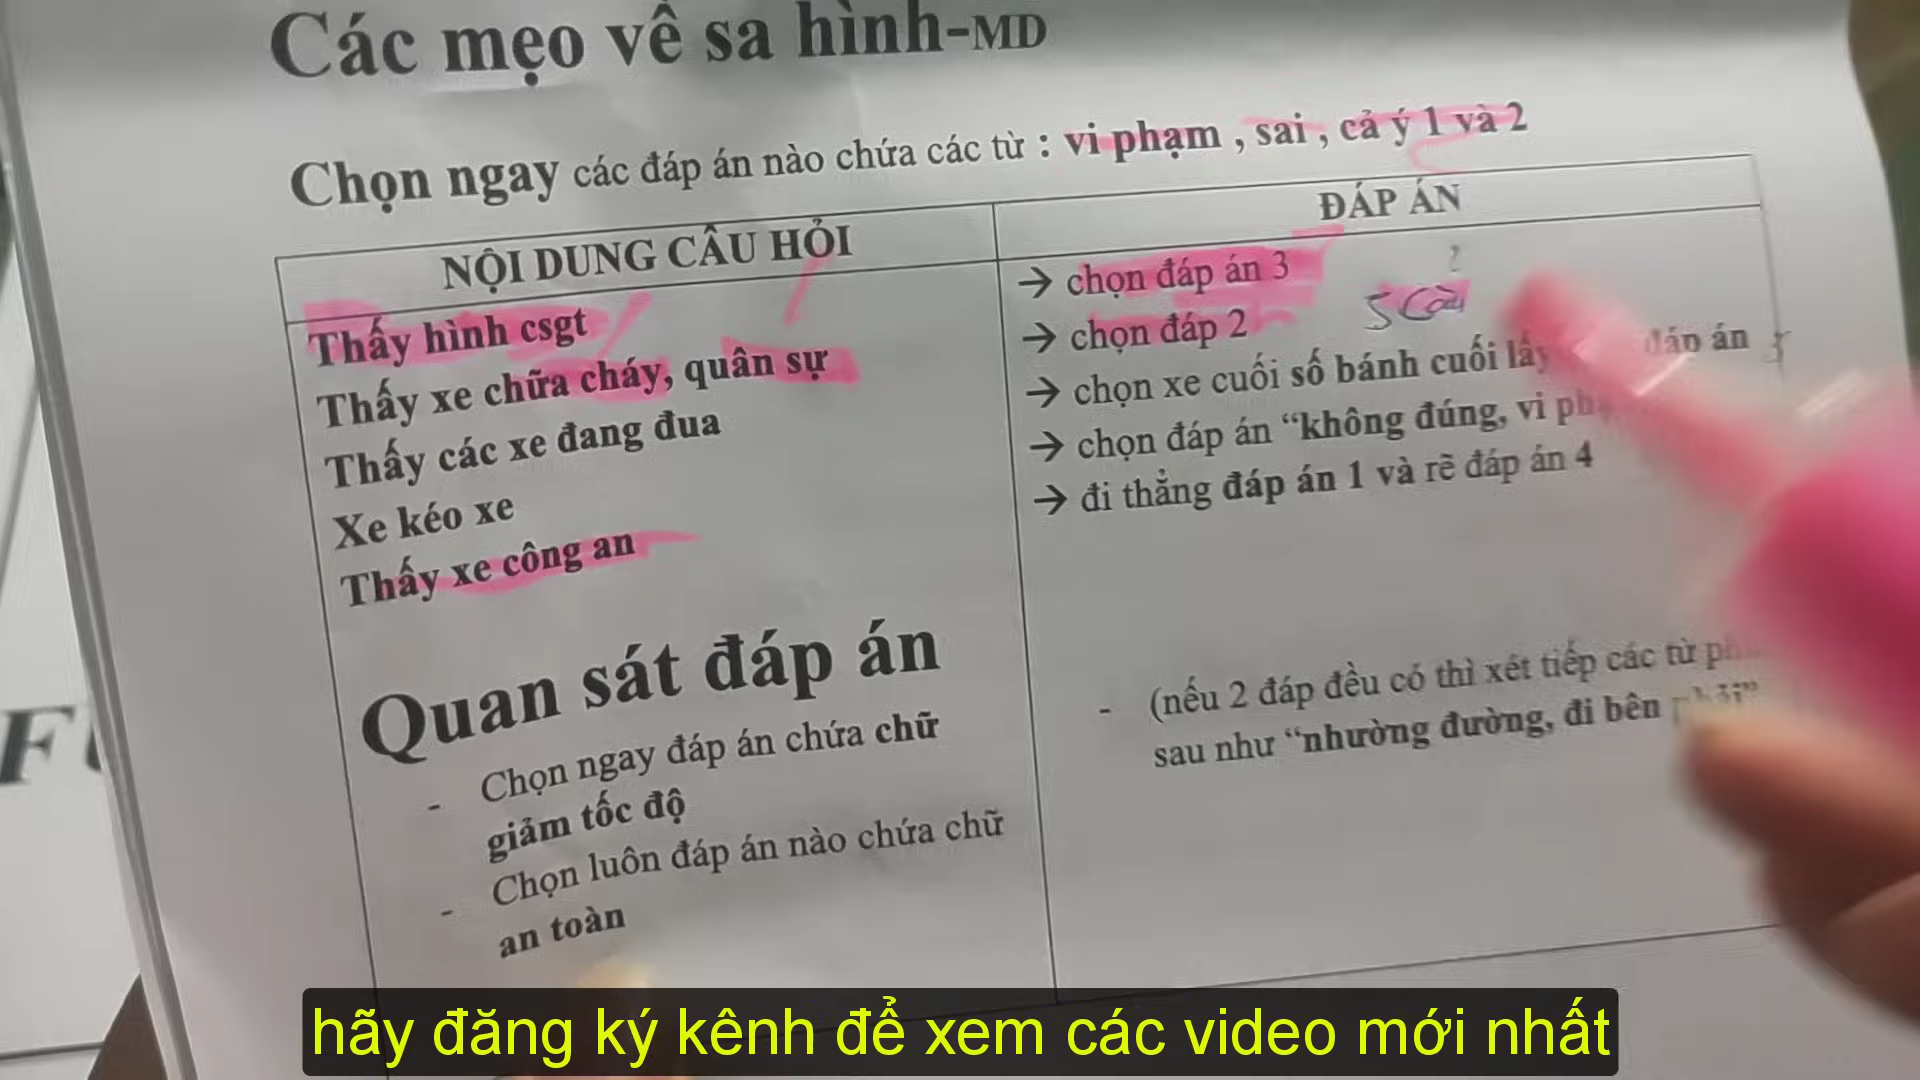 Các mẹo về sa hình-MD
Chọn ngay các đáp án nào chứa các từ : vi phạm , sai , cả ý 1 và 2
NỘI DUNG CÂU HỎI
ĐÁP ÁN
Thấy hình csgt
Thấy xe chữa cháy, quân sự
Thấy các xe đang đua
Xe kéo xe
Thấy xe công an
→ chọn đáp án 3
→ chọn đáp 2
5 câu
→ chọn xe cuối số bánh cuối lấy đáp án
→ chọn đáp án “không đúng, vi
→ đi thẳng đáp án 1 và rẽ đáp án 4
Quan sát đáp án
- Chọn ngay đáp án chứa chữ
giảm tốc độ
- Chọn luôn đáp án nào chứa chữ
an toàn
- (nếu 2 đáp đều có thì xét tiếp các từ
sau như “nhường đường, đi bên phải”
hãy đăng ký kênh để xem các video mới nhất